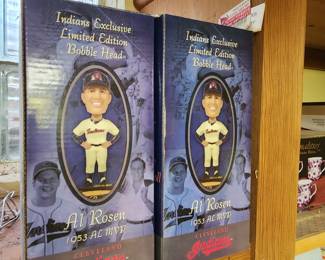 Indians Exclusive
Limited Edition
Bobble Head
Al Rosen
1953 AL MVP
CLEVELAND
Indians Exclusive
Limited Edition
Bobble Head
Al Rosen
1953 AL MVP
CLEVELAND
Indians